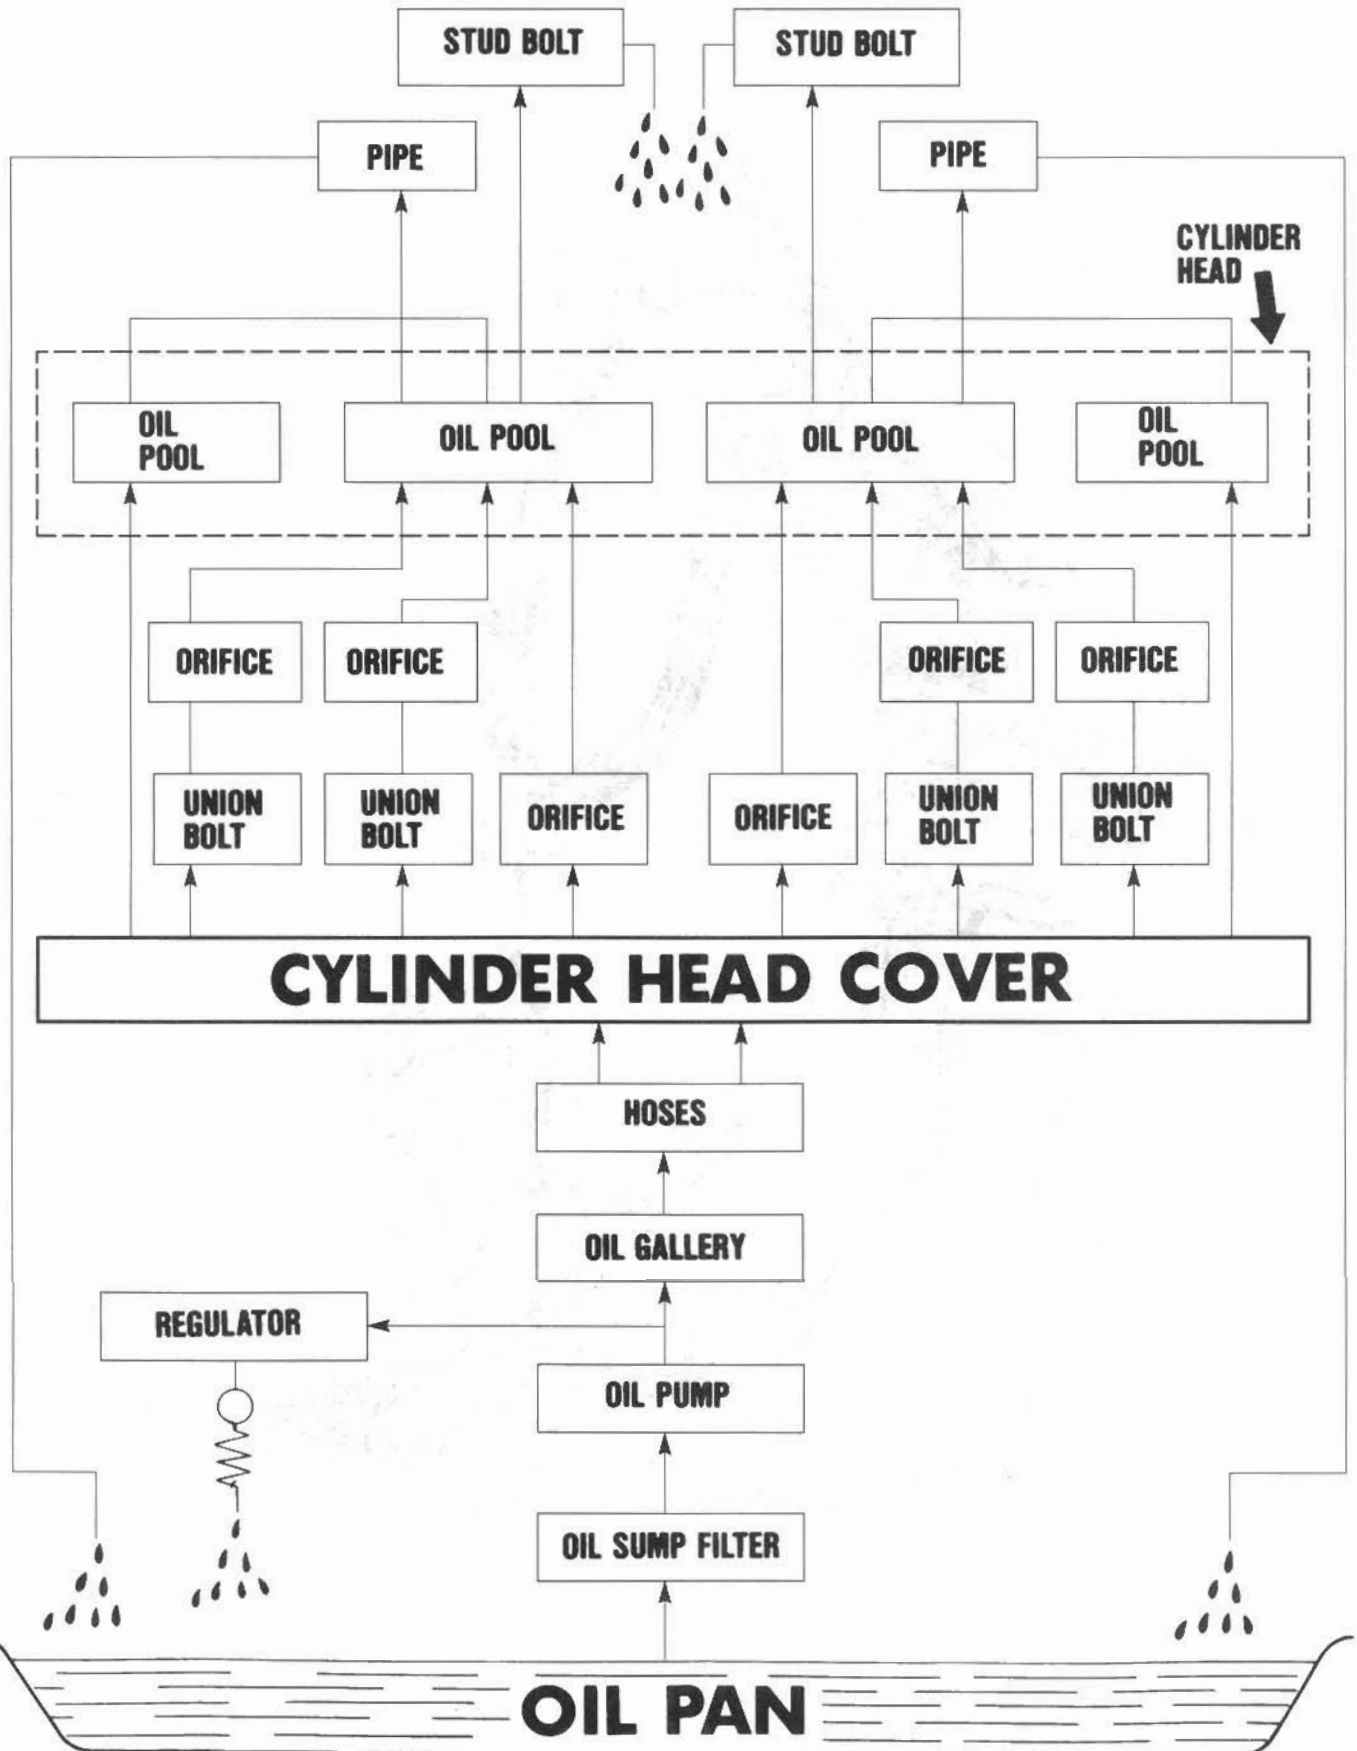 STUD BOLT
STUD BOLT
PIPE
PIPE
CYLINDER
HEAD
OIL
POOL
OIL POOL
OIL POOL
OIL
POOL
ORIFICE
ORIFICE
ORIFICE
ORIFICE
UNION
BOLT
UNION
BOLT
ORIFICE
ORIFICE
UNION
BOLT
UNION
BOLT
CYLINDER HEAD COVER
HOSES
OIL GALLERY
REGULATOR
OIL PUMP
OIL SUMP FILTER
OIL PAN